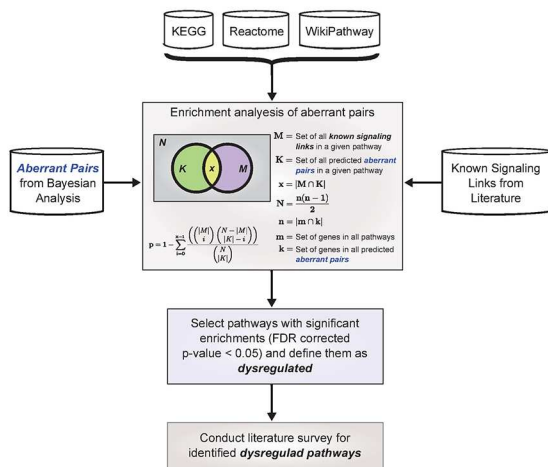 KEGG
Reactome
WikiPathway
Enrichment analysis of aberrant pairs
N
K
x
M
M = Set of all known signaling
links in a given pathway
K = Set of all predicted aberrant
pairs in a given pathway
x = |M ∩ K|
N = n(n − 1) / 2
n = |m ∩ k|
m = Set of genes in all pathways
k = Set of genes in all predicted
aberrant pairs
p = 1 − ∑_{i=0}^{x−1} ( (|M| i) (N − |M| |K| − i) ) / (N |K|)
Aberrant Pairs
from Bayesian
Analysis
Known Signaling
Links from
Literature
Select pathways with significant
enrichments (FDR corrected
p-value < 0.05) and define them as
dysregulated
Conduct literature survey for
identified dysregulad pathways